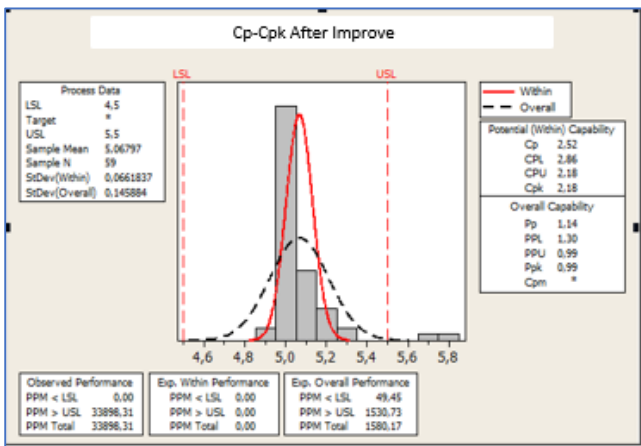 Cp-Cpk After Improve
LSL
USL
Process Data
LSL 4,5
Target *
USL 5,5
Sample Mean 5,06797
Sample N 59
StDev(Within) 0,0661837
StDev(Overall) 0,145884
Within
Overall
Potential (Within) Capability
Cp 2,52
CPL 2,86
CPU 2,18
Cpk 2,18
Overall Capability
Pp 1,14
PPL 1,30
PPU 0,99
Ppk 0,99
Cpm *
4,6 4,8 5,0 5,2 5,4 5,6 5,8
Observed Performance
PPM < LSL 0,00
PPM > USL 33898,31
PPM Total 33898,31
Exp. Within Performance
PPM < LSL 0,00
PPM > USL 0,00
PPM Total 0,00
Exp. Overall Performance
PPM < LSL 49,45
PPM > USL 1530,73
PPM Total 1580,17